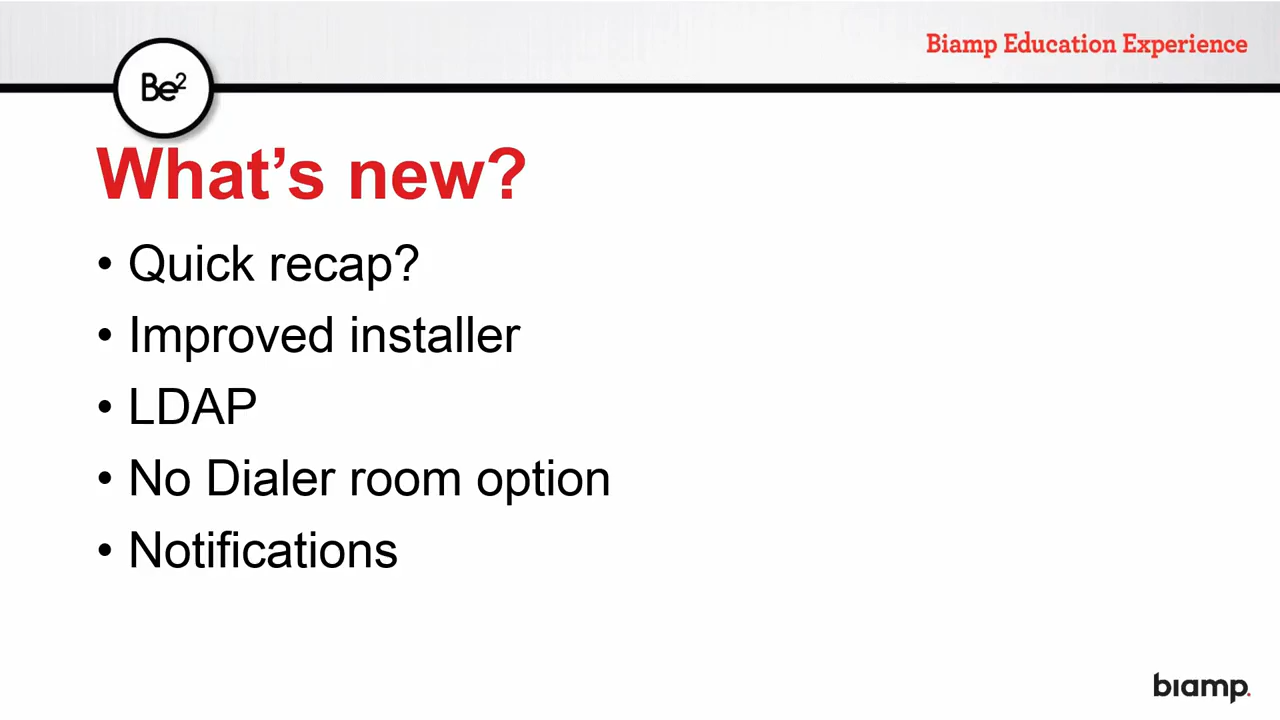 Biamp Education Experience
Be²
What's new?
• Quick recap?
• Improved installer
• LDAP
• No Dialer room option
• Notifications
biamp.